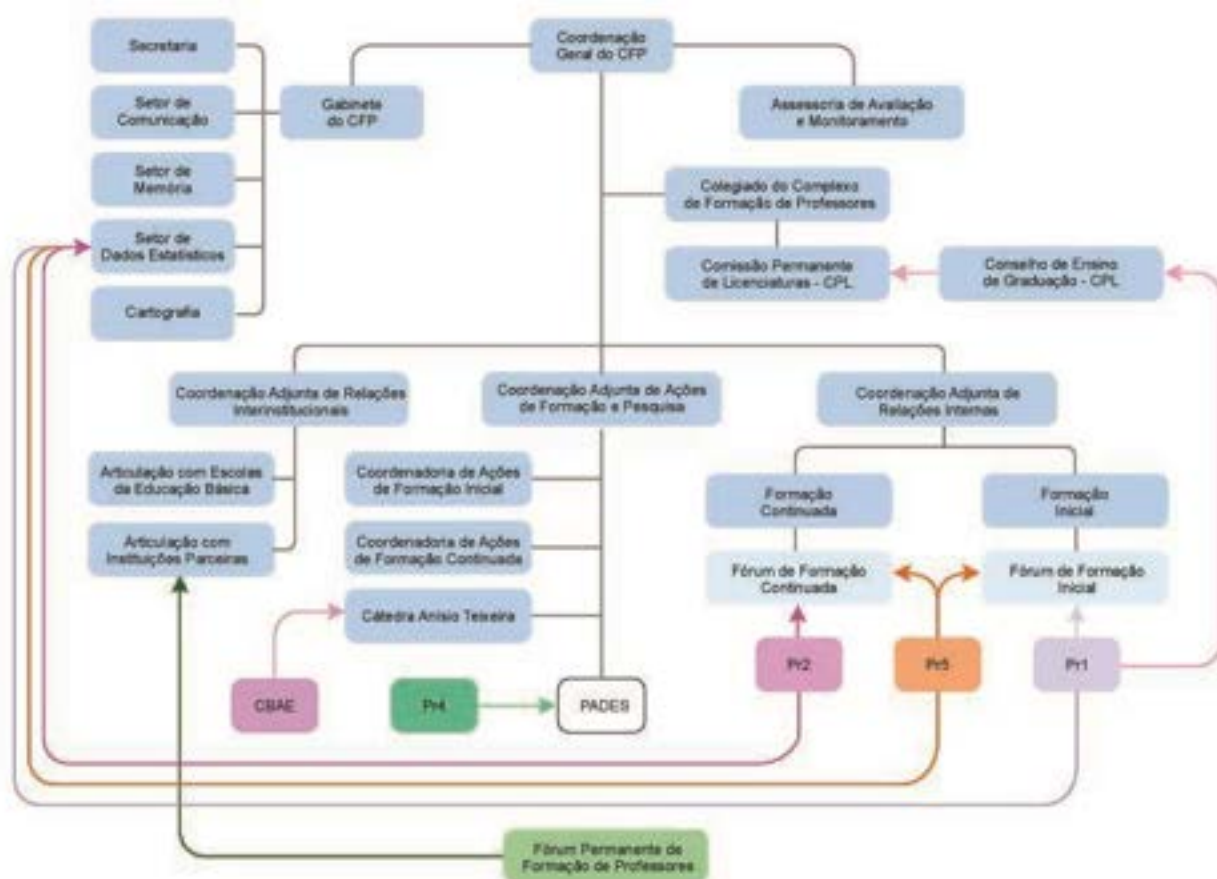 Coordenação
Geral do CFP
Secretaria
Setor de
Comunicação
Gabinete
do CFP
Assessoria de Avaliação
e Monitoramento
Setor de
Memória
Colegiado do Complexo
de Formação de Professores
Setor de
Dados Estatísticos
Comissão Permanente
de Licenciaturas - CPL
Conselho de Ensino
de Graduação - CPL
Cartografia
Coordenação Adjunta de Relações
Interinstitucionais
Coordenação Adjunta de Ações
de Formação e Pesquisa
Coordenação Adjunta de
Relações Internas
Articulação com Escolas
da Educação Básica
Coordenadoria de Ações
de Formação Inicial
Formação
Continuada
Formação
Inicial
Articulação com
Instituições Parceiras
Coordenadoria de Ações
de Formação Continuada
Fórum de Formação
Continuada
Fórum de Formação
Inicial
Cátedra Anísio Teixeira
Pr2
Pr5
Pr1
CBAE
Pr4
PADES
Fórum Permanente de
Formação de Professores